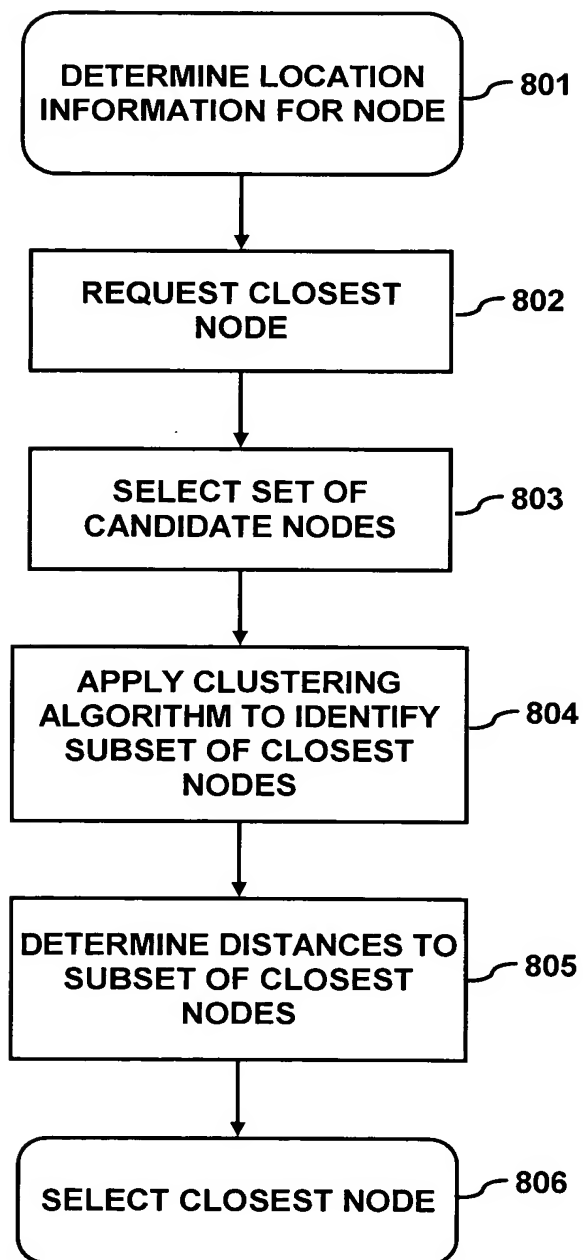 DETERMINE LOCATION
INFORMATION FOR NODE
801
REQUEST CLOSEST
NODE
802
SELECT SET OF
CANDIDATE NODES
803
APPLY CLUSTERING
ALGORITHM TO IDENTIFY
SUBSET OF CLOSEST
NODES
804
DETERMINE DISTANCES TO
SUBSET OF CLOSEST
NODES
805
SELECT CLOSEST NODE
806